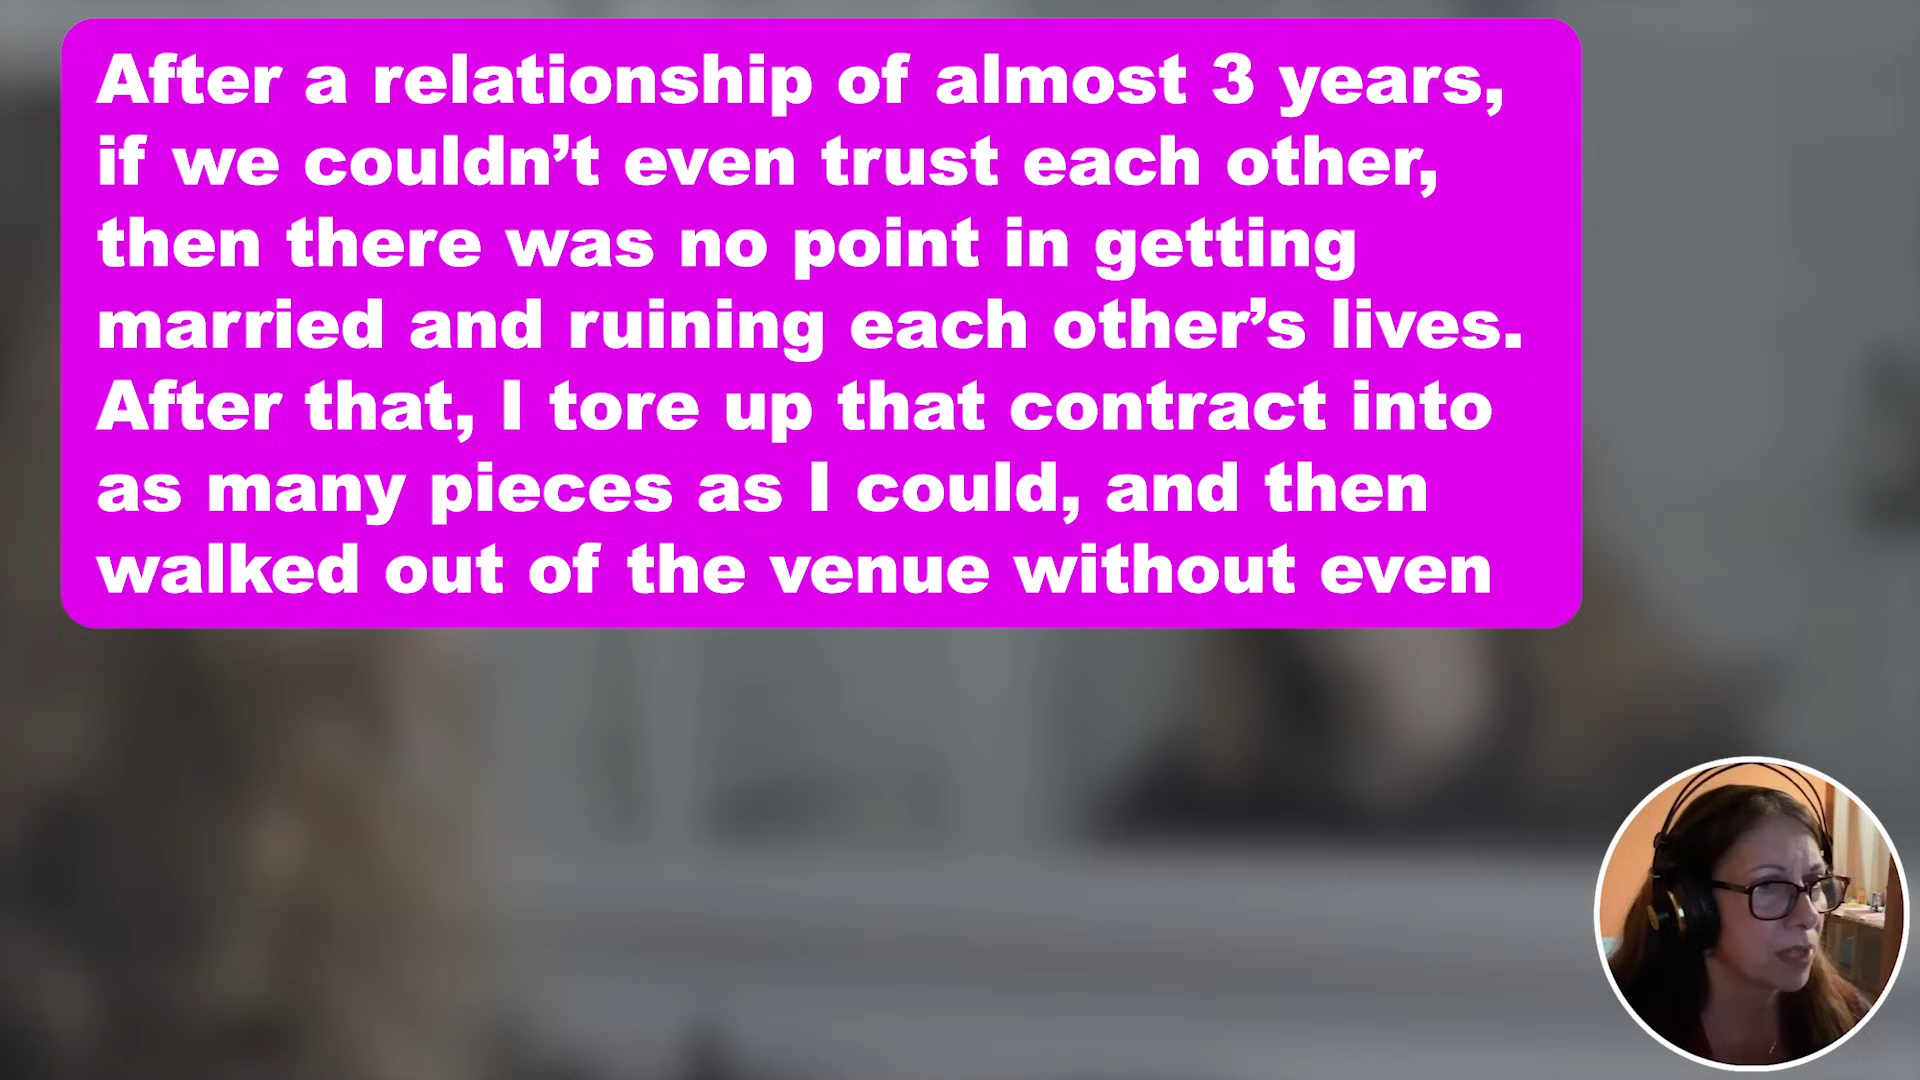 After a relationship of almost 3 years,
if we couldn’t even trust each other,
then there was no point in getting
married and ruining each other’s lives.
After that, I tore up that contract into
as many pieces as I could, and then
walked out of the venue without even